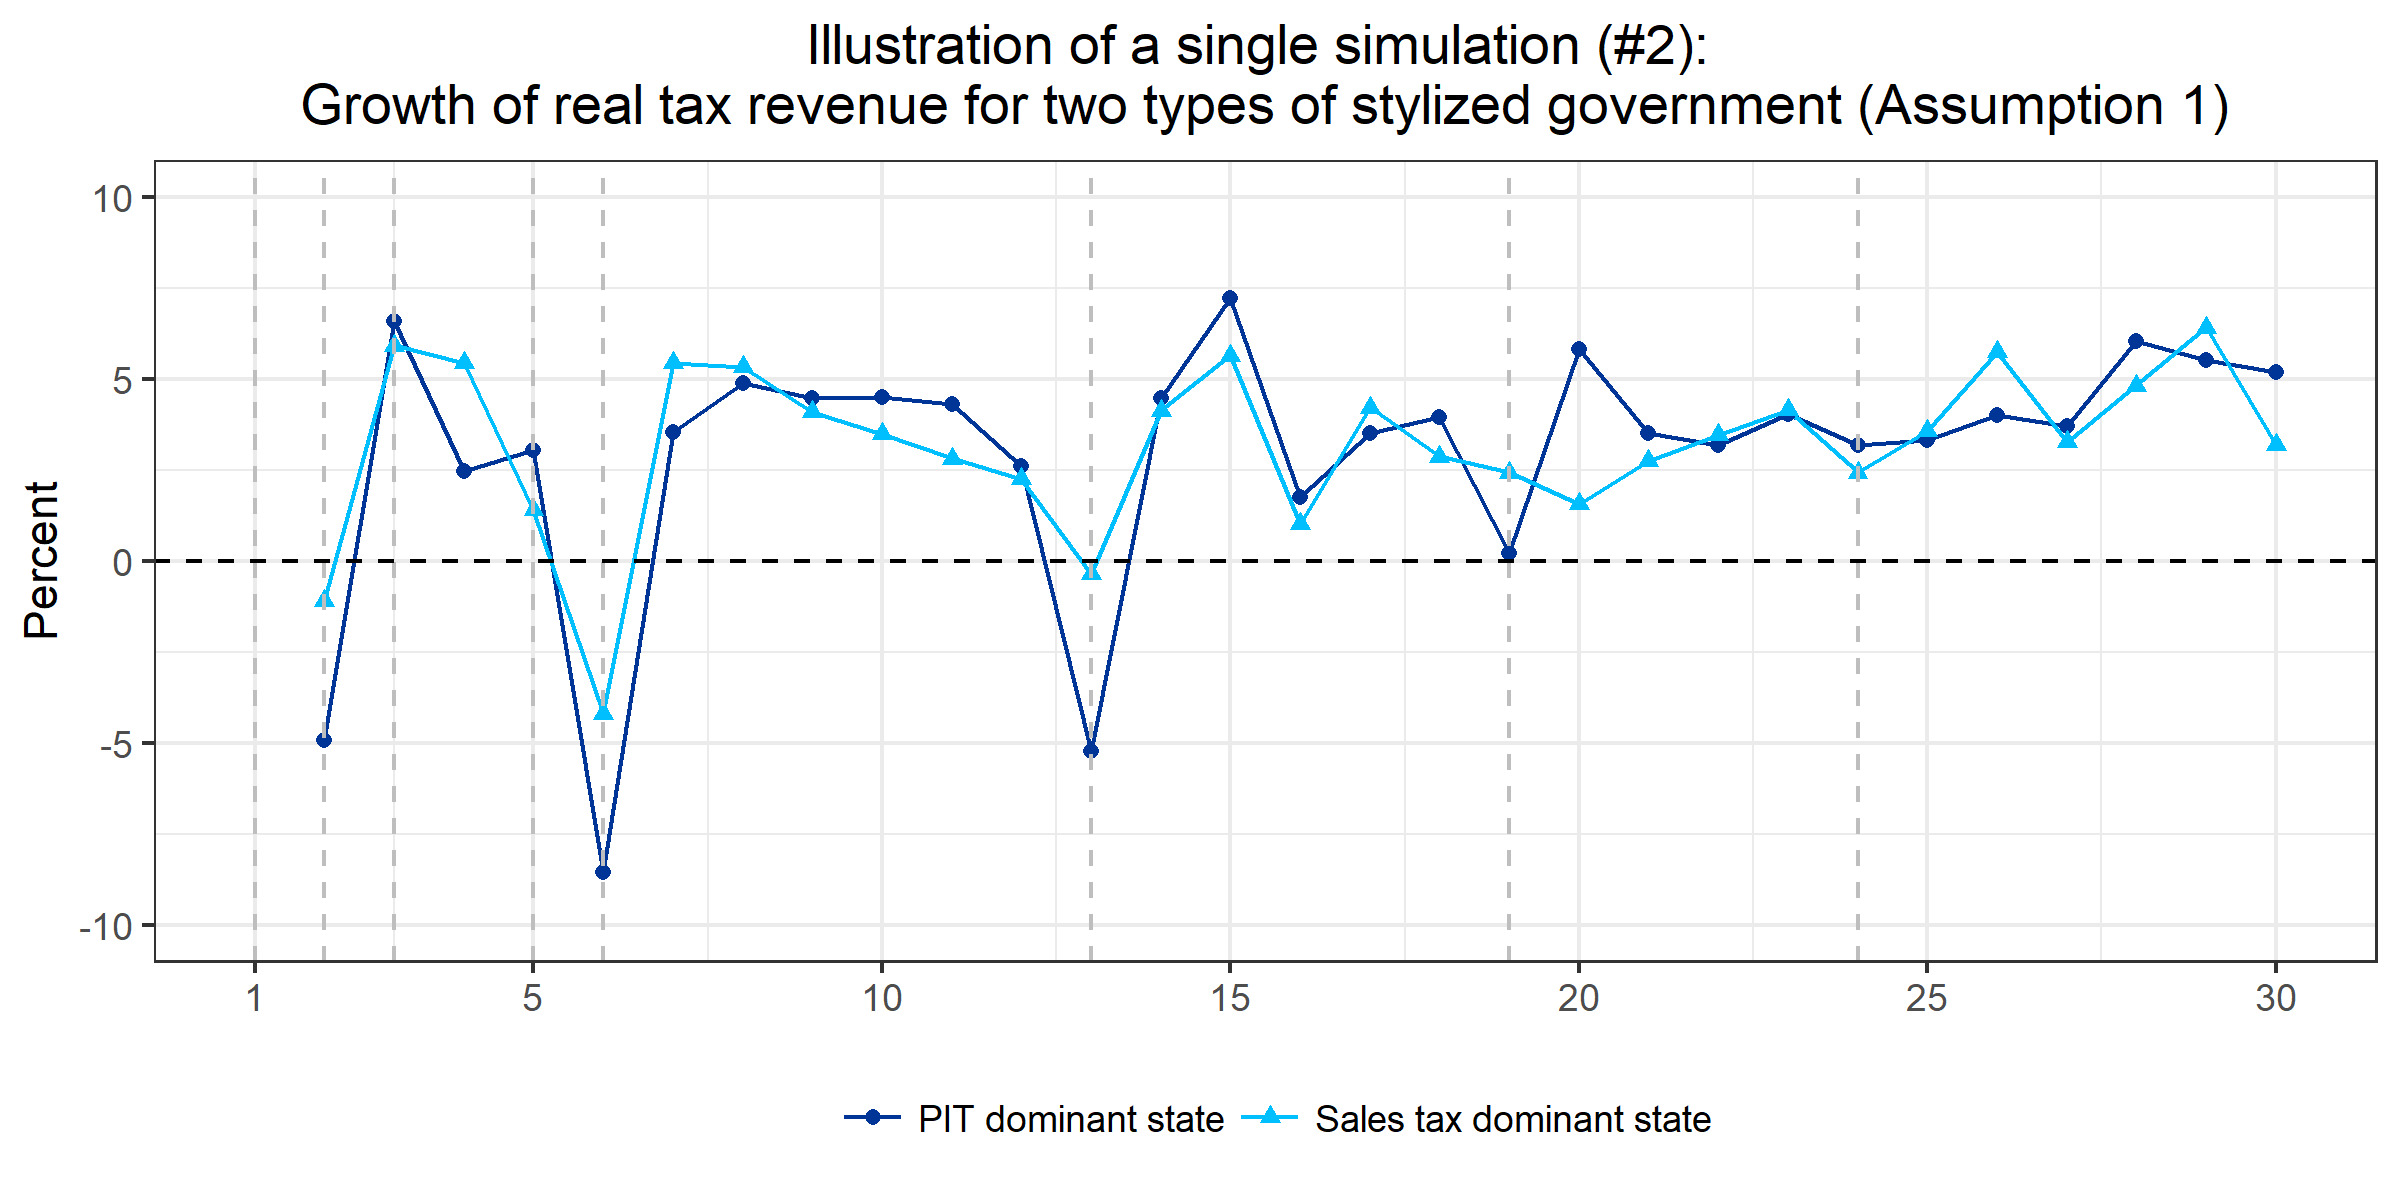 Illustration of a single simulation (#2):
Growth of real tax revenue for two types of stylized government (Assumption 1)
Percent
10
5
0
-5
-10
1 5 10 15 20 25 30
PIT dominant state Sales tax dominant state